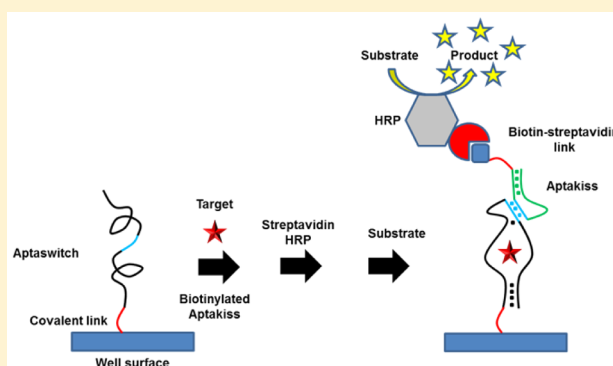 Substrate Product
HRP
Biotin-streptavidin
link
Aptakiss
Target
Streptavidin
HRP
Substrate
Aptaswitch
Biotinylated
Aptakiss
Covalent link
Well surface